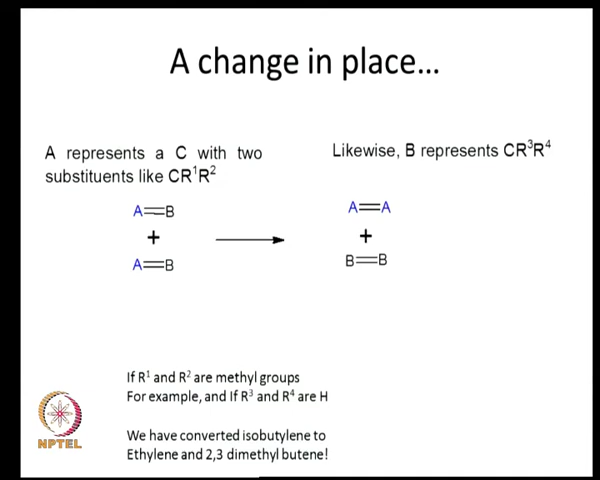 A change in place...
A represents a C with two
substituents like CR¹R²
Likewise, B represents CR³R⁴
A=B
+
A=B
A=A
+
B=B
If R¹ and R² are methyl groups
For example, and If R³ and R⁴ are H
We have converted isobutylene to
Ethylene and 2,3 dimethyl butene!
NPTEL